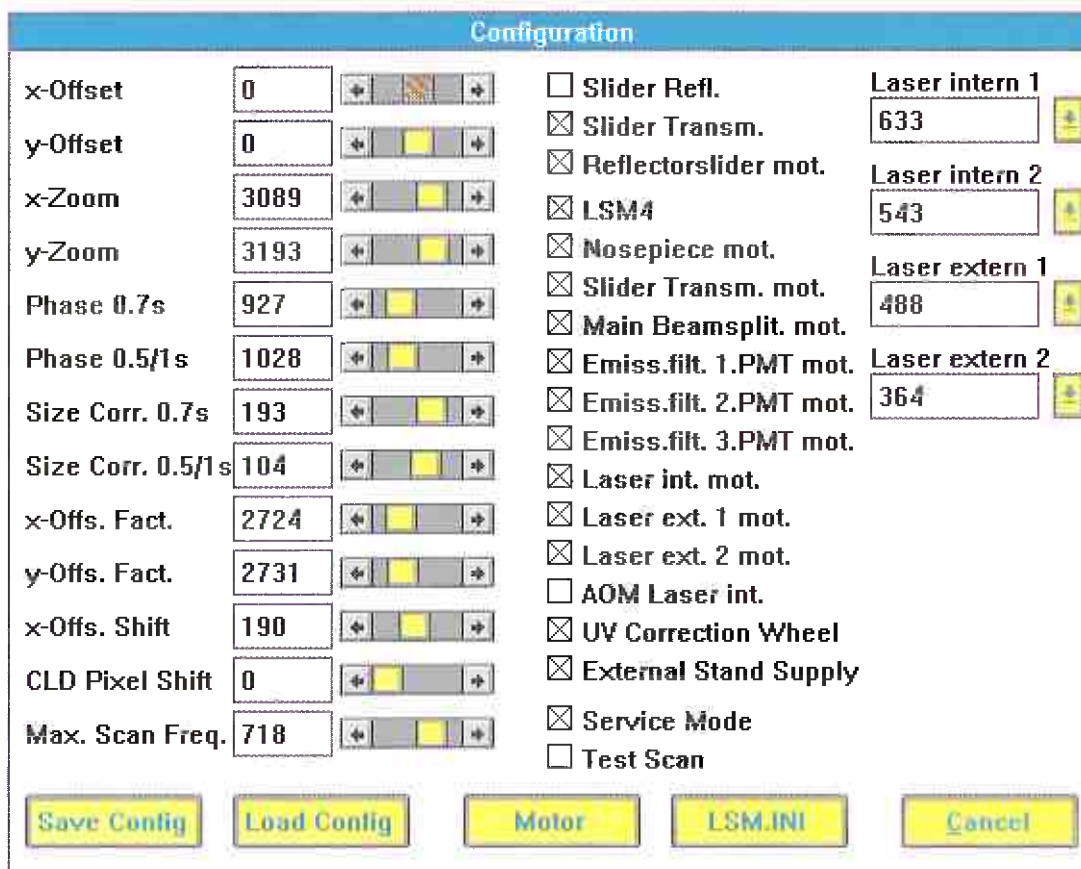 Configuration
x-Offset 0
y-Offset 0
x-Zoom 3089
y-Zoom 3193
Phase 0.7s 927
Phase 0.5/1s 1028
Size Corr. 0.7s 193
Size Corr. 0.5/1s 104
x-Offs. Fact. 2724
y-Offs. Fact. 2731
x-Offs. Shift 190
CLD Pixel Shift 0
Max. Scan Freq. 718
Slider Refl.
Slider Transm.
Reflectorslider mot.
LSM4
Nosepiece mot.
Slider Transm. mot.
Main Beamsplit. mot.
Emiss.filt. 1.PMT mot.
Emiss.filt. 2.PMT mot.
Emiss.filt. 3.PMT mot.
Laser int. mot.
Laser ext. 1 mot.
Laser ext. 2 mot.
AOM Laser int.
UV Correction Wheel
External Stand Supply
Service Mode
Test Scan
Laser intern 1
633
Laser intern 2
543
Laser extern 1
488
Laser extern 2
364
Save Config Load Config Motor LSM.INI Cancel